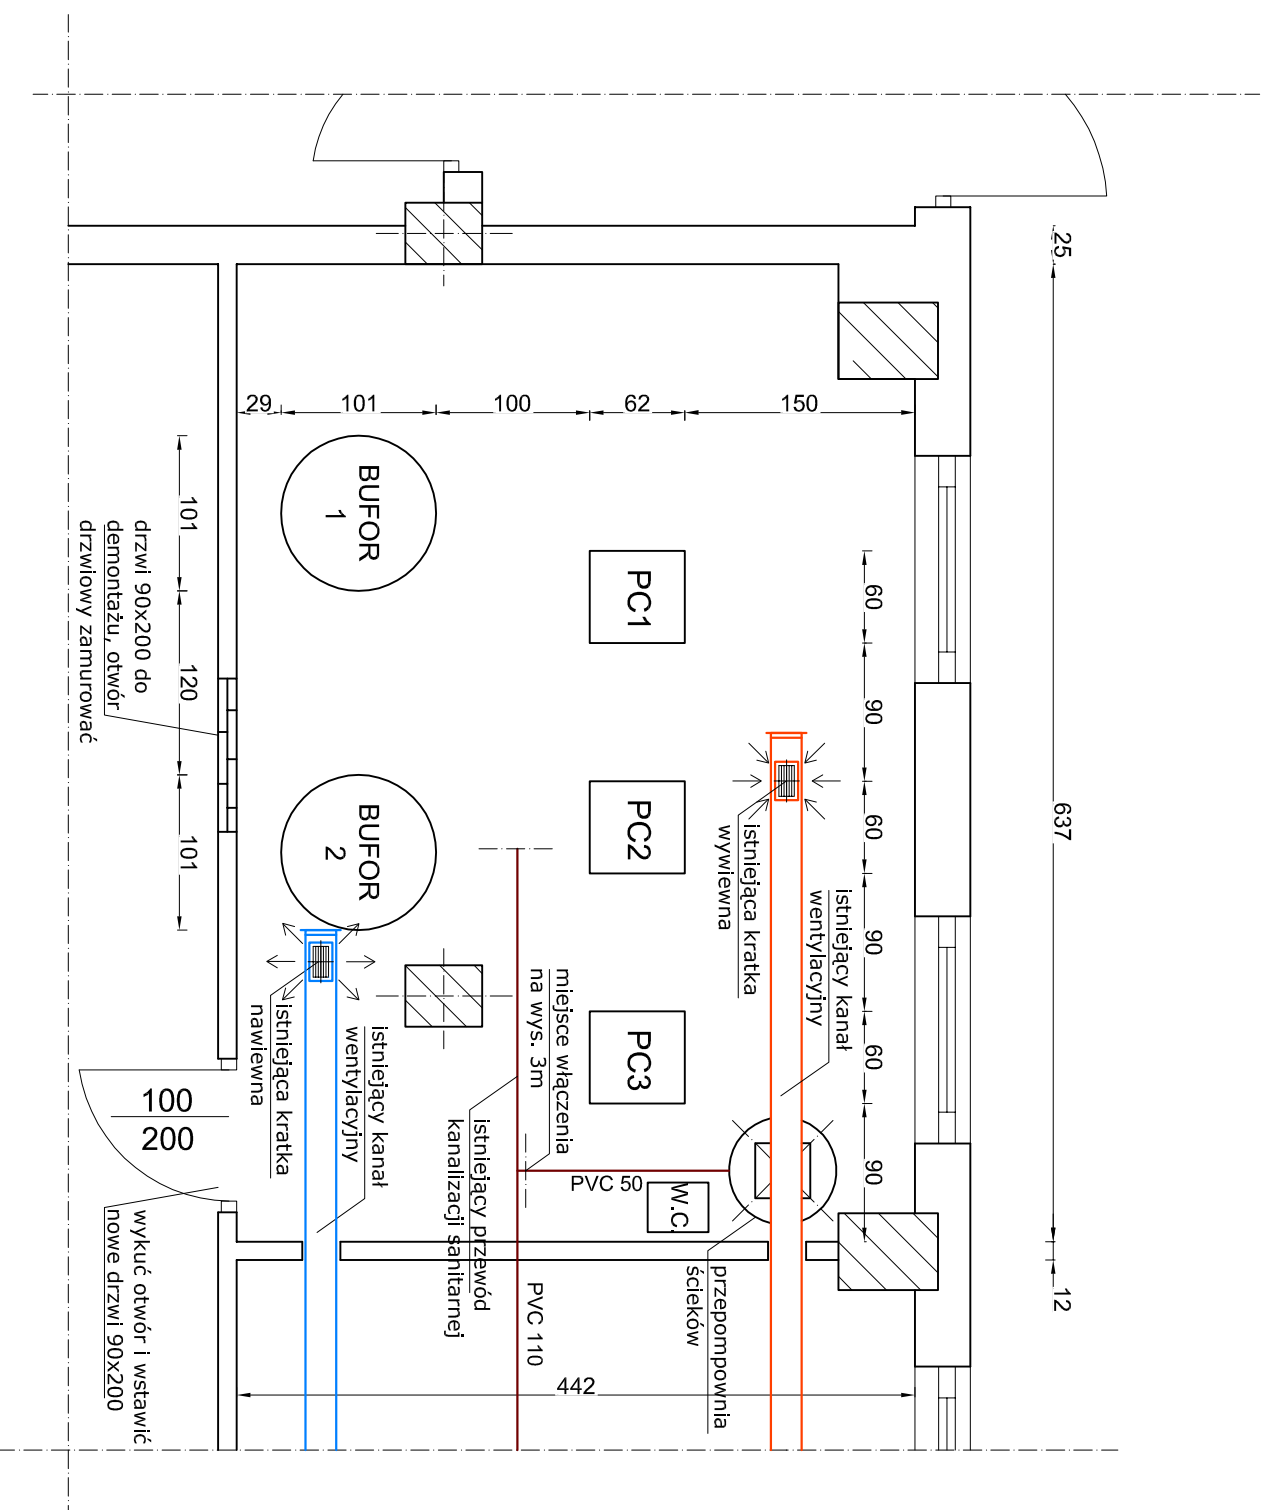 25
637
12
29
101
100
62
150
BUFOR
1
BUFOR
2
PC1
PC2
PC3
60
90
60
90
60
90
101
120
101
drzwi 90x200 do
demontażu, otwór
drzwiowy zamurować
istniejąca kratka
wywiewna
istniejący kanał
wentylacyjny
miejsce włączenia
na wys. 3m
istniejąca kratka
nawiewna
istniejący kanał
wentylacyjny
istniejący przewód
kanalizacji sanitarnej
100
200
PVC 50
W.C.
przepompownia
ścieków
PVC 110
wykuć otwór i wstawić
nowe drzwi 90x200
442